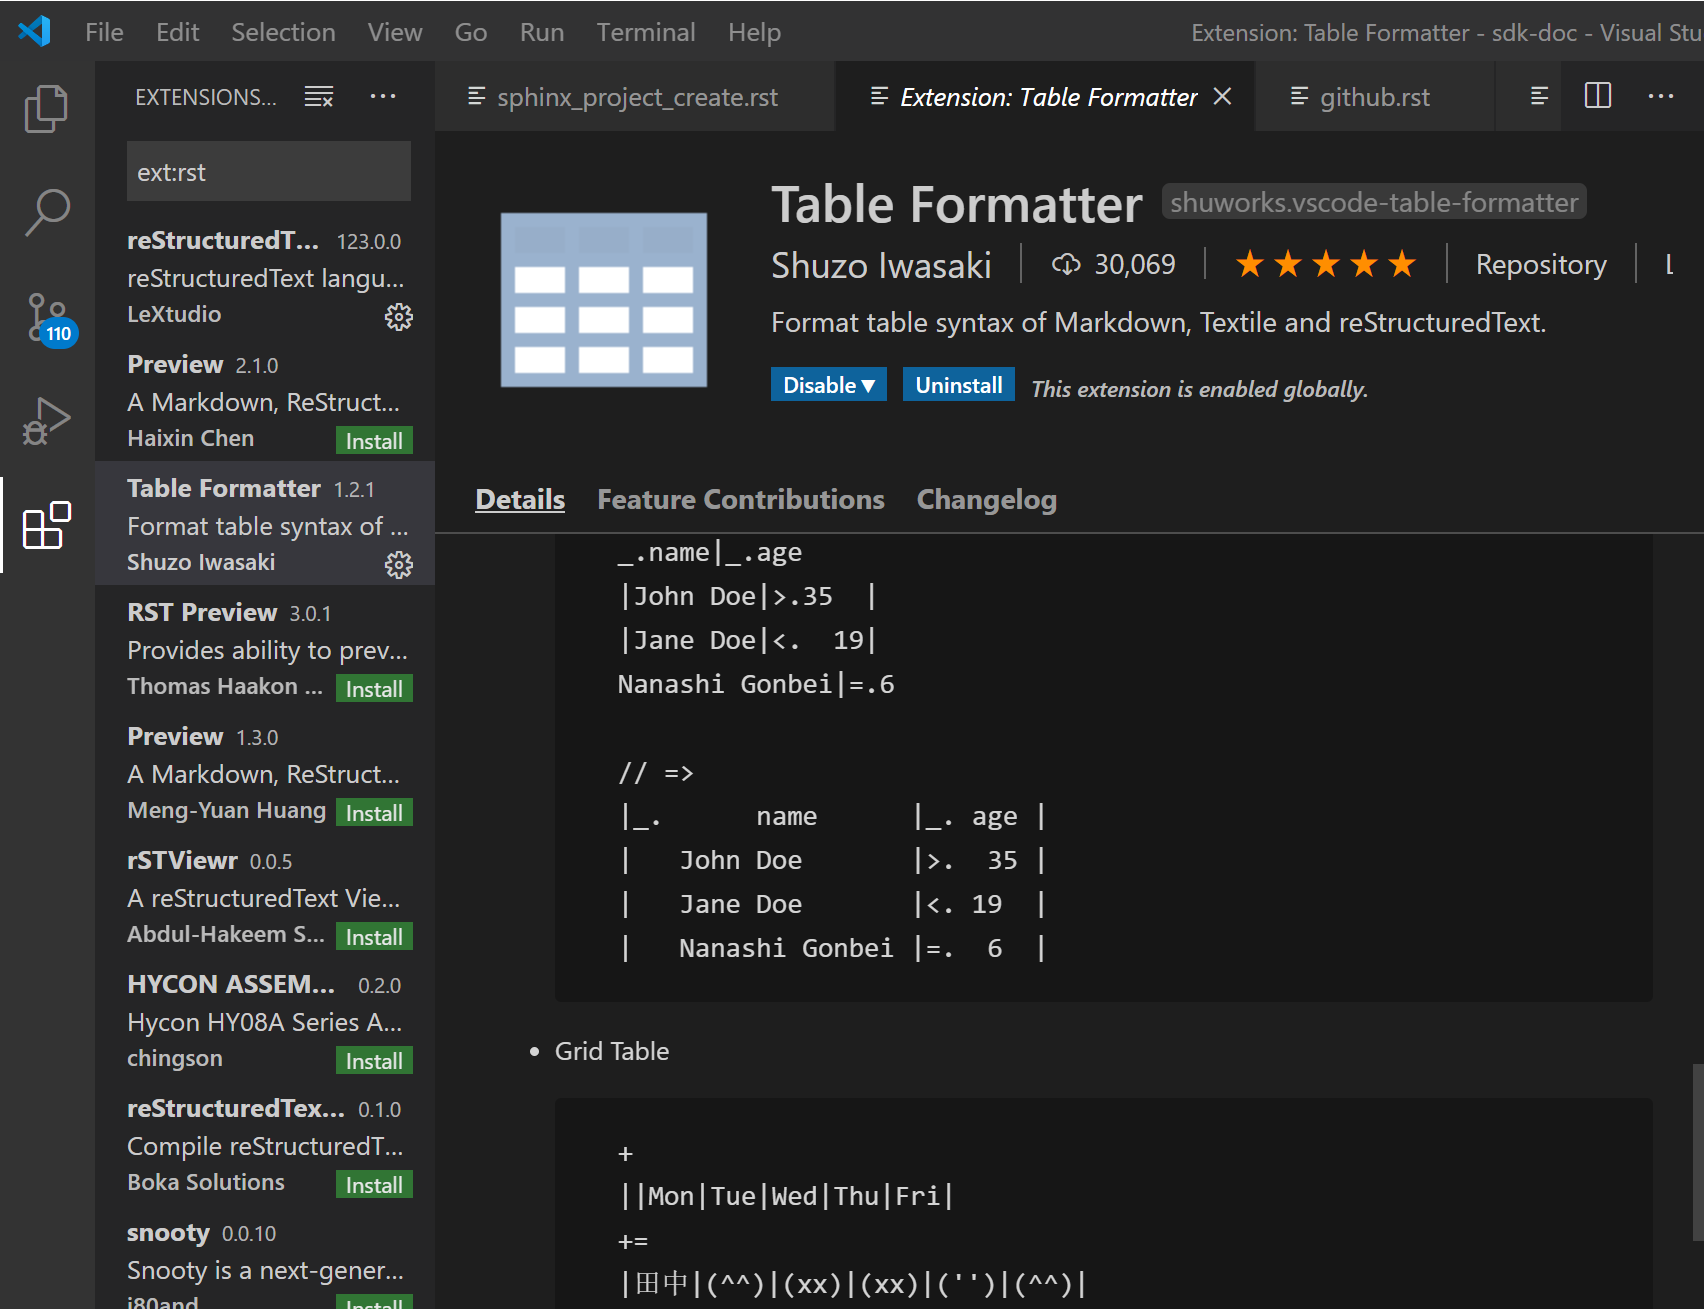 File Edit Selection View Go Run Terminal Help
Extension: Table Formatter - sdk-doc - Visual Stu
EXTENSIONS...
sphinx_project_create.rst
Extension: Table Formatter
github.rst
ext:rst
110
reStructuredT... 123.0.0
reStructuredText langu...
LeXtudio
Preview 2.1.0
A Markdown, ReStruct...
Haixin Chen
Install
Table Formatter 1.2.1
Format table syntax of ...
Shuzo Iwasaki
RST Preview 3.0.1
Provides ability to prev...
Thomas Haakon ...
Install
Preview 1.3.0
A Markdown, ReStruct...
Meng-Yuan Huang
Install
rSTViewr 0.0.5
A reStructuredText Vie...
Abdul-Hakeem S...
Install
HYCON ASSEM... 0.2.0
Hycon HY08A Series A...
chingson
Install
reStructuredTex... 0.1.0
Compile reStructuredT...
Boka Solutions
Install
snooty 0.0.10
Snooty is a next-gener...
i80and
Install
Table Formatter shuworks.vscode-table-formatter
Shuzo Iwasaki 30,069 Repository L
Format table syntax of Markdown, Textile and reStructuredText.
Disable Uninstall This extension is enabled globally.
Details Feature Contributions Changelog
_.name|_.age
|John Doe|>.35  |
|Jane Doe|<.  19|
Nanashi Gonbei|=.6
// =>
|_.      name      |_. age |
|   John Doe       |>.  35 |
|   Jane Doe       |<. 19  |
|   Nanashi Gonbei |=.  6  |
• Grid Table
+
||Mon|Tue|Wed|Thu|Fri|
+=
|田中|(^^)|(xx)|(xx)|('')|(^^)|